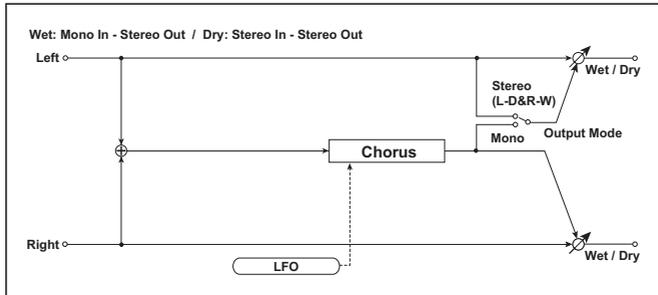 Wet: Mono In - Stereo Out / Dry: Stereo In - Stereo Out
Left
Wet / Dry
Stereo
(L-D&R-W)
Output Mode
Mono
Chorus
Right
Wet / Dry
LFO